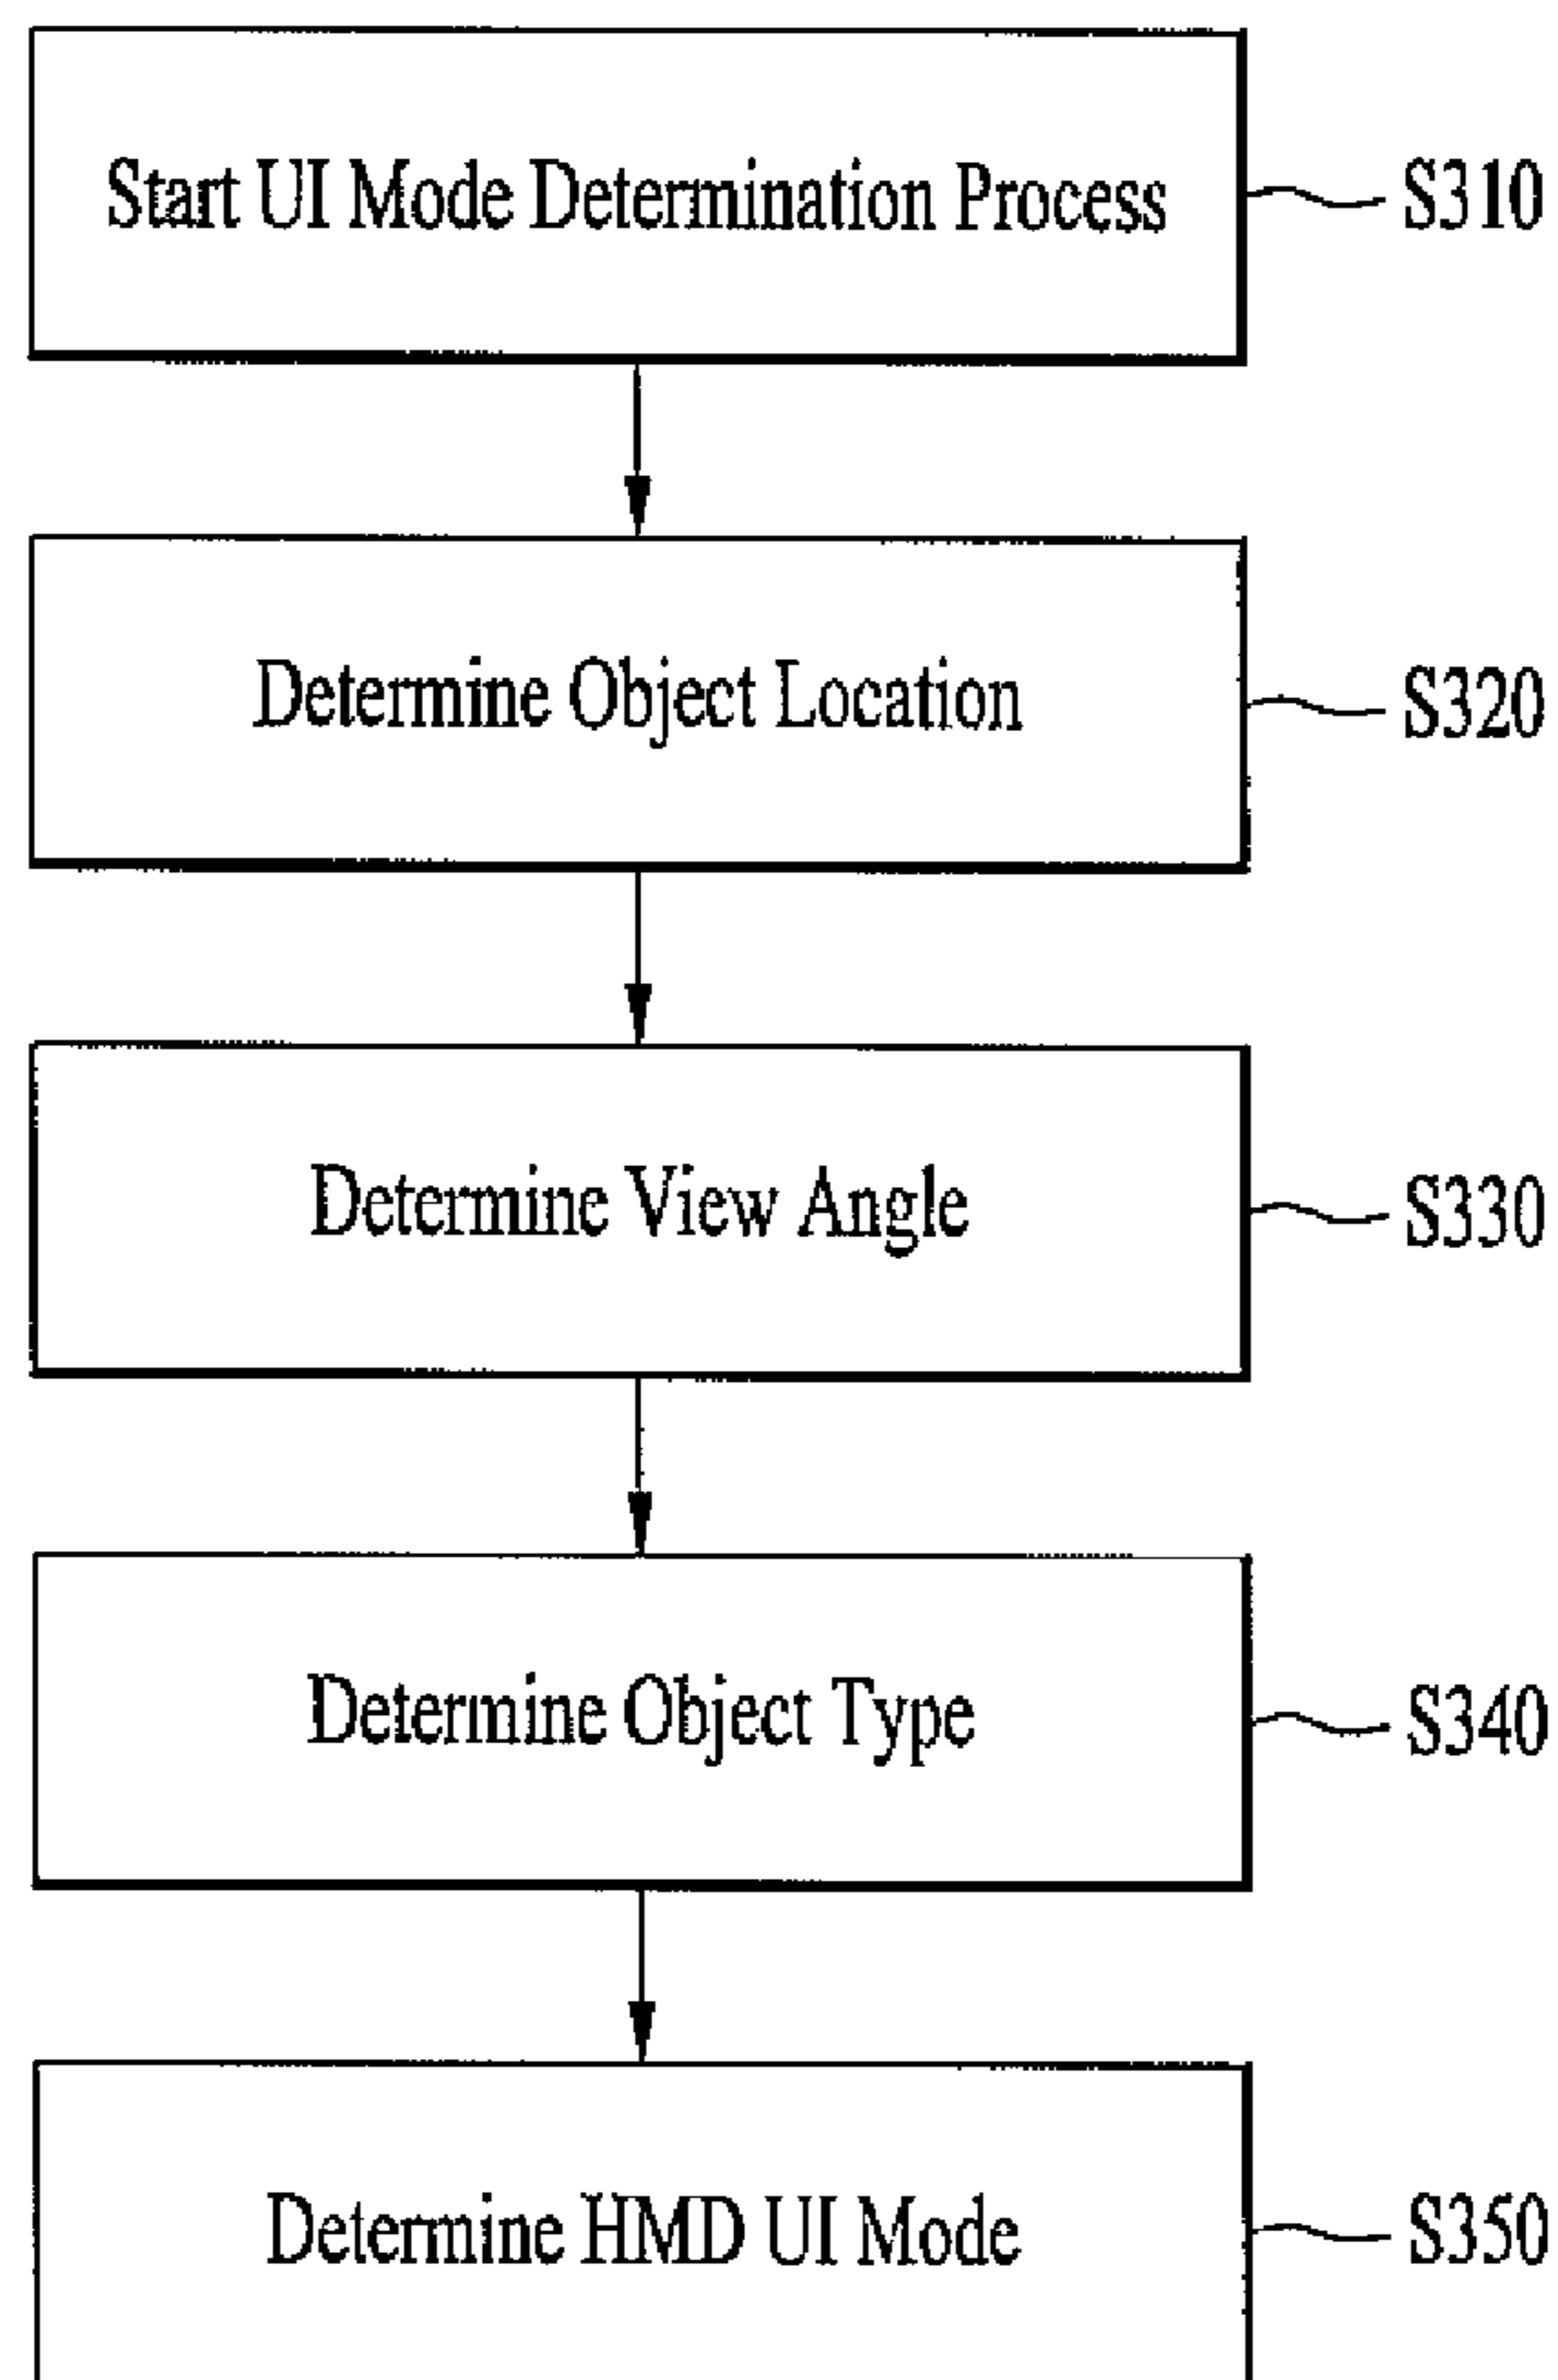 Start UI Mode Determination Process S310
Determine Object Location S320
Determine View Angle S330
Determine Object Type S340
Determine HMD UI Mode S350